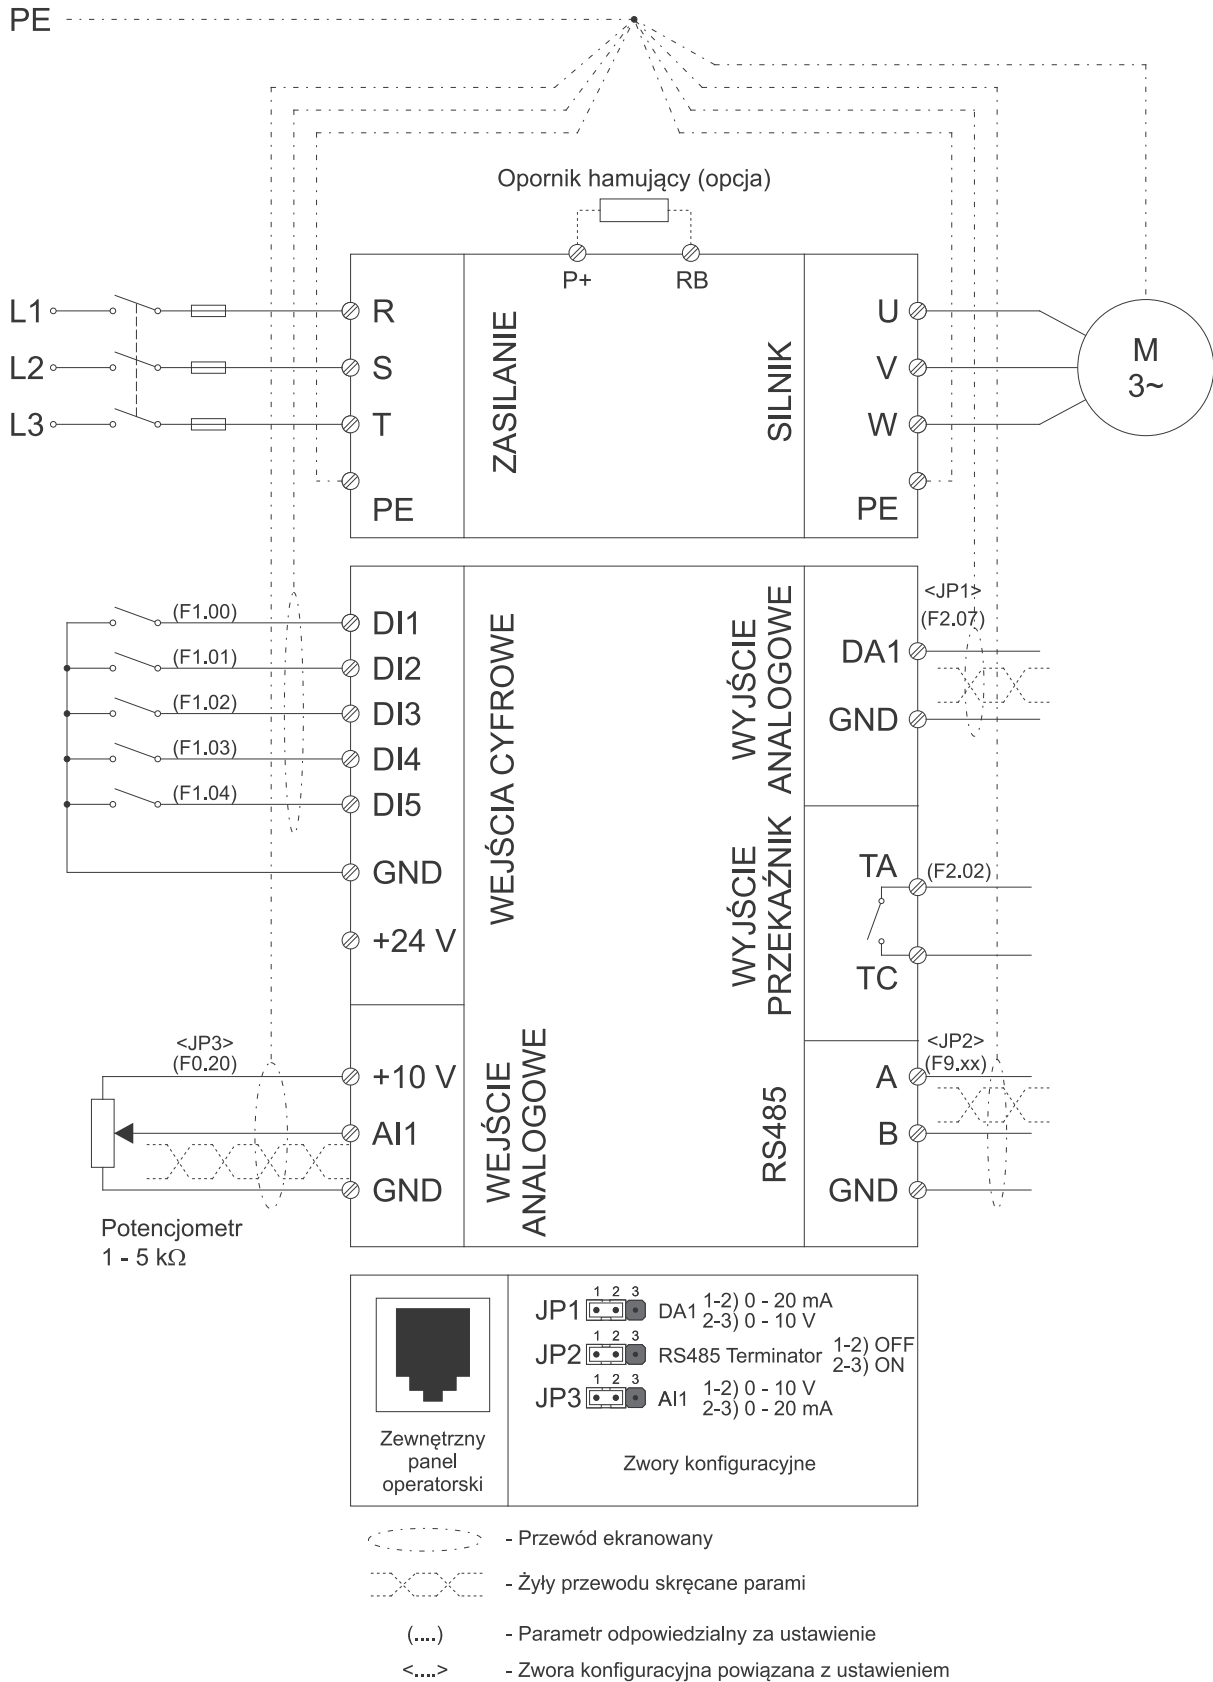 PE
Opornik hamujący (opcja)
P+ RB
L1 R U
L2 S V
L3 T W
PE PE
ZASILANIE
SILNIK
M
3~
(F1.00) DI1
(F1.01) DI2
(F1.02) DI3
(F1.03) DI4
(F1.04) DI5
GND
+24 V
WEJŚCIA CYFROWE
WYJŚCIE
ANALOGOWE
<JP1>
(F2.07)
DA1
GND
WYJŚCIE
PRZEKAŹNIK
TA (F2.02)
TC
<JP3>
(F0.20)
+10 V
AI1
GND
WEJŚCIE
ANALOGOWE
Potencjometr
1 - 5 kΩ
RS485
<JP2>
(F9.xx)
A
B
GND
Zewnętrzny
panel
operatorski
1 2 3
JP1 DA1 1-2) 0 - 20 mA
2-3) 0 - 10 V
1 2 3
JP2 RS485 Terminator 1-2) OFF
2-3) ON
1 2 3
JP3 AI1 1-2) 0 - 10 V
2-3) 0 - 20 mA
Zwory konfiguracyjne
- Przewód ekranowany
- Żyły przewodu skręcane parami
(....) - Parametr odpowiedzialny za ustawienie
<....> - Zwora konfiguracyjna powiązana z ustawieniem